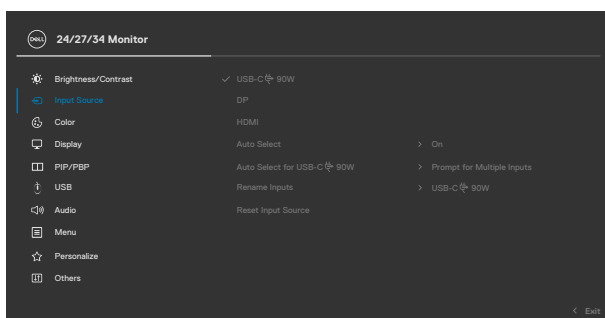 DELL 24/27/34 Monitor
Brightness/Contrast ✓ USB-C 90W
Input Source DP
Color HDMI
Display Auto Select > On
PIP/PBP Auto Select for USB-C 90W > Prompt for Multiple Inputs
USB Rename Inputs > USB-C 90W
Audio Reset Input Source
Menu
Personalize
Others
< Exit